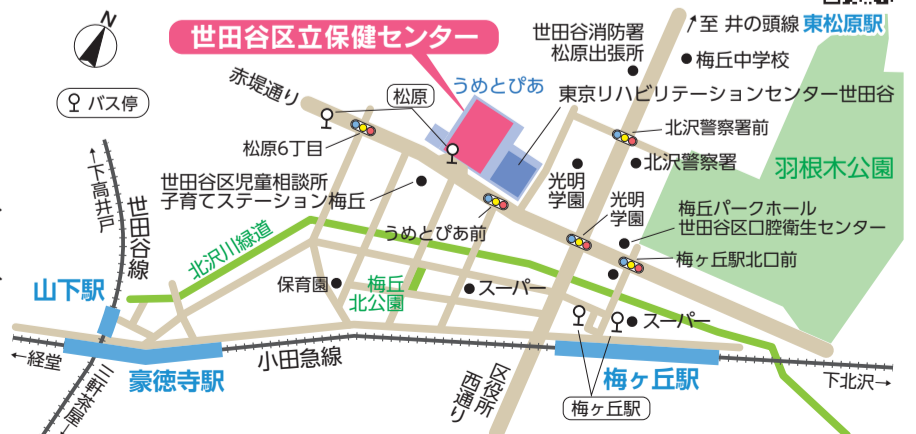 N
バス停
世田谷区立保健センター
うめとぴあ
東京リハビリテーションセンター世田谷
世田谷消防署
松原出張所
至 井の頭線 東松原駅
梅丘中学校
赤堤通り
松原
松原6丁目
北沢警察署前
北沢警察署
羽根木公園
世田谷区児童相談所
子育てステーション梅丘
光明
学園
光明
学園
うめとぴあ前
梅丘パークホール
世田谷区口腔衛生センター
梅ヶ丘駅北口前
←下高井戸
世田谷線
北沢川緑道
保育園
梅丘
北公園
スーパー
スーパー
山下駅
←経堂
豪徳寺駅
小田急線
梅ヶ丘駅
下北沢→
三軒茶屋→
区役所
西通り
梅ヶ丘駅